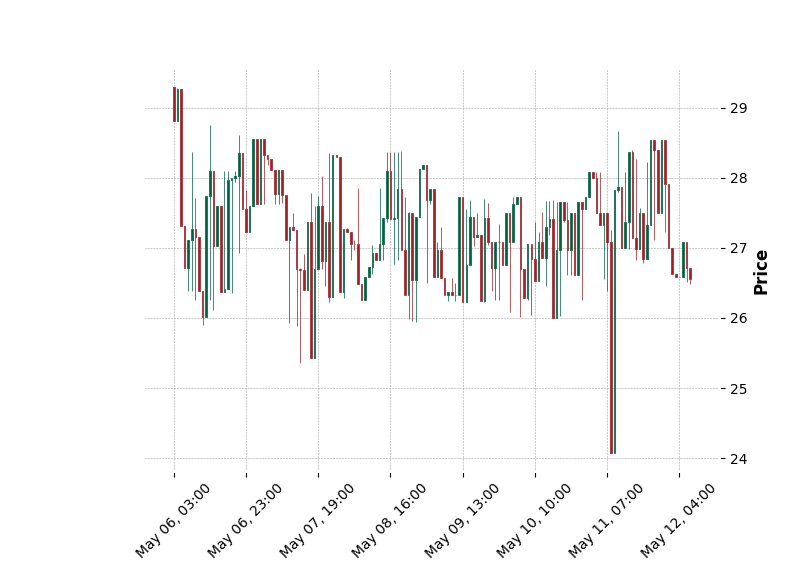 29
28
27
26
25
24
Price
May 06, 03:00
May 06, 23:00
May 07, 19:00
May 08, 16:00
May 09, 13:00
May 10, 10:00
May 11, 07:00
May 12, 04:00